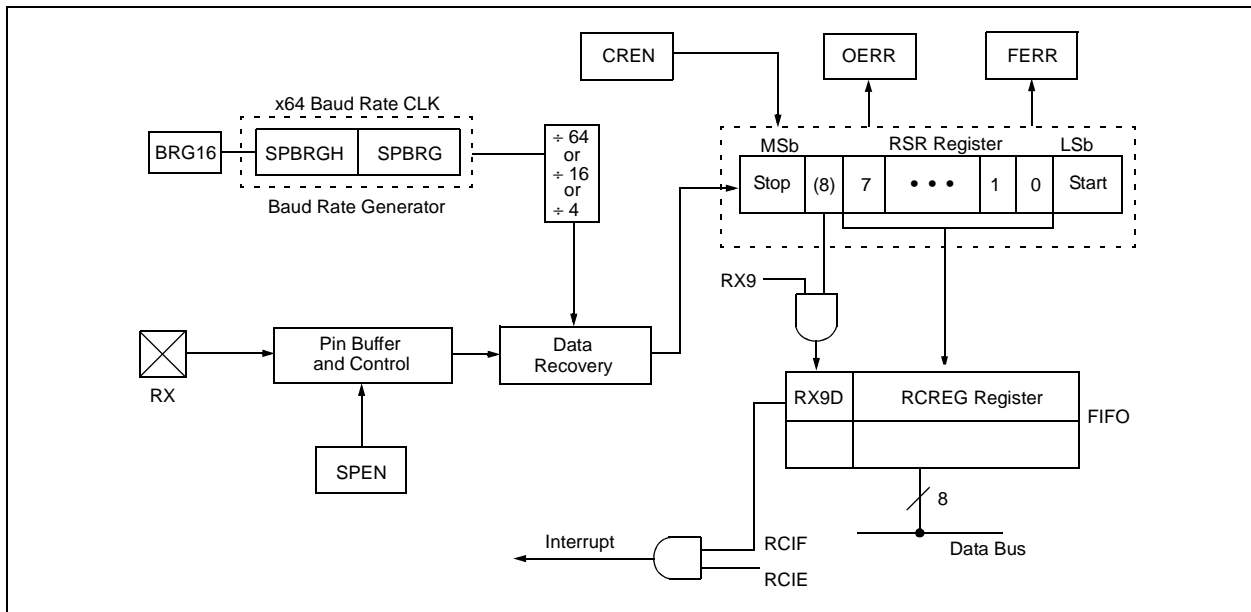 CREN
OERR
FERR
x64 Baud Rate CLK
BRG16
SPBRGH
SPBRG
Baud Rate Generator
÷ 64
or
÷ 16
or
÷ 4
MSb
RSR Register
LSb
Stop
(8)
7
• • •
1
0
Start
RX9
RX
Pin Buffer
and Control
Data
Recovery
SPEN
RX9D
RCREG Register
FIFO
8
Data Bus
Interrupt
RCIF
RCIE